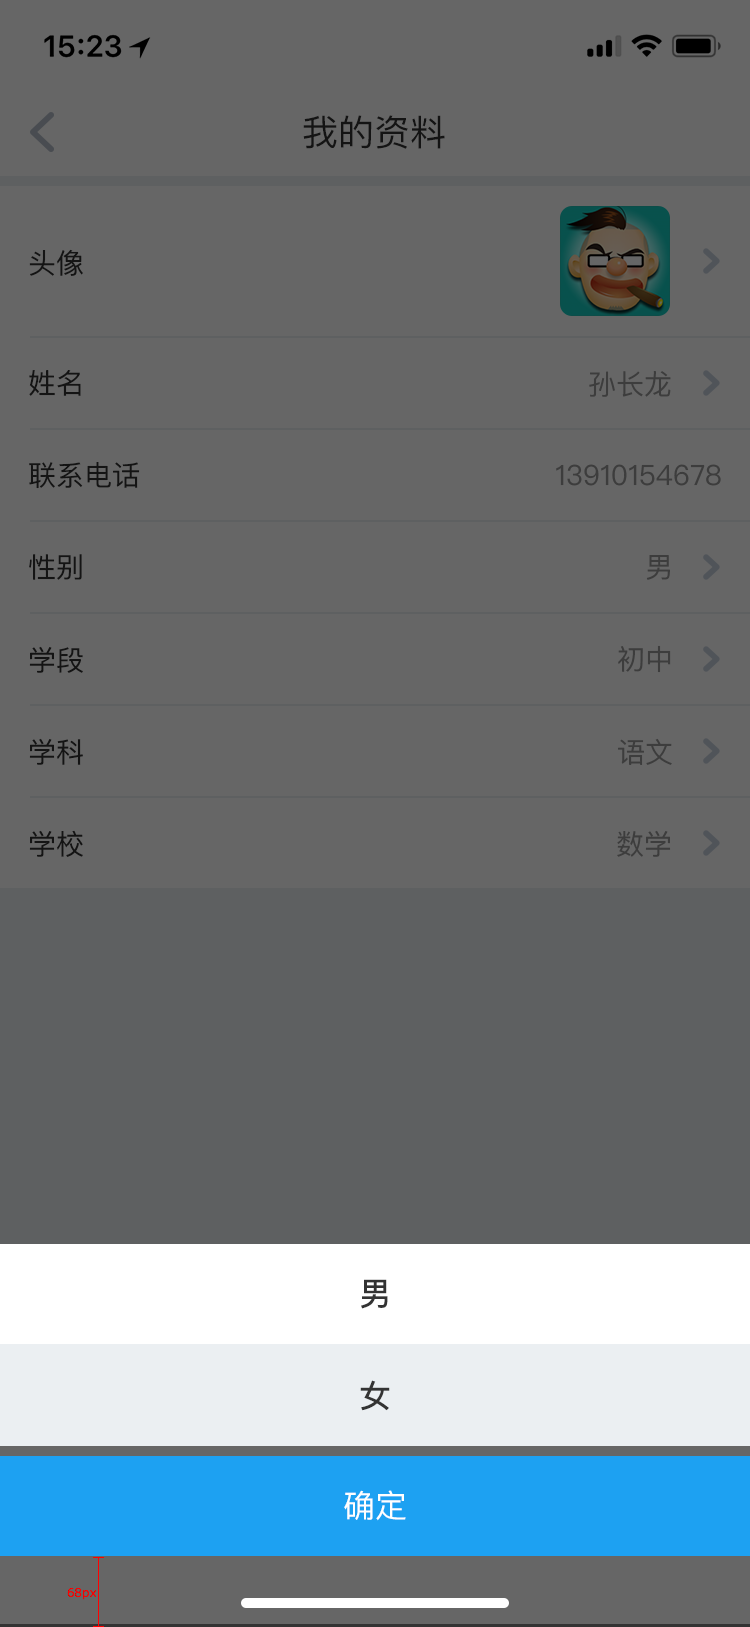 15:23
我的资料
头像
姓名 孙长龙
联系电话 13910154678
性别 男
学段 初中
学科 语文
学校 数学
男
女
确定
68px